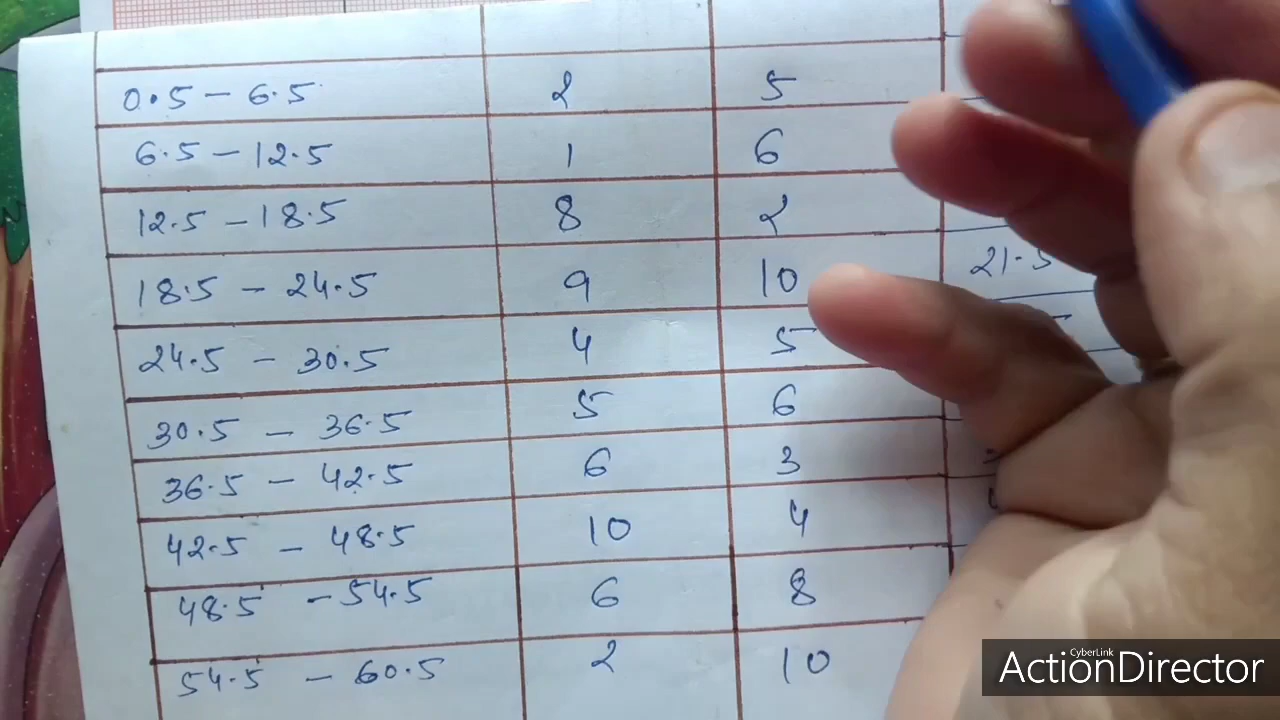 0.5 - 6.5 2 5
6.5 - 12.5 1 6
12.5 - 18.5 8 2
18.5 - 24.5 9 10 21.5
24.5 - 30.5 4 5
30.5 - 36.5 5 6
36.5 - 42.5 6 3
42.5 - 48.5 10 4
48.5 - 54.5 6 8
54.5 - 60.5 2 10
CyberLink
ActionDirector